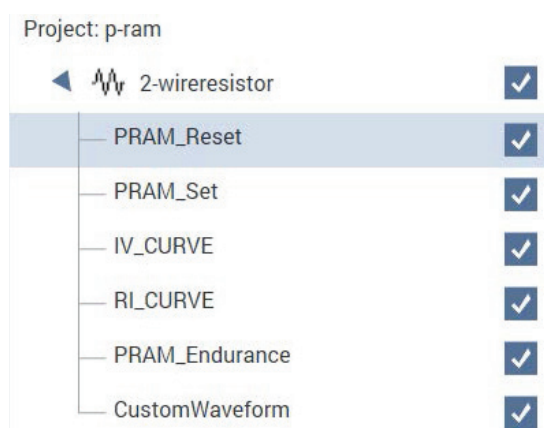 Project: p-ram
2-wireresistor
PRAM_Reset
PRAM_Set
IV_CURVE
RI_CURVE
PRAM_Endurance
CustomWaveform